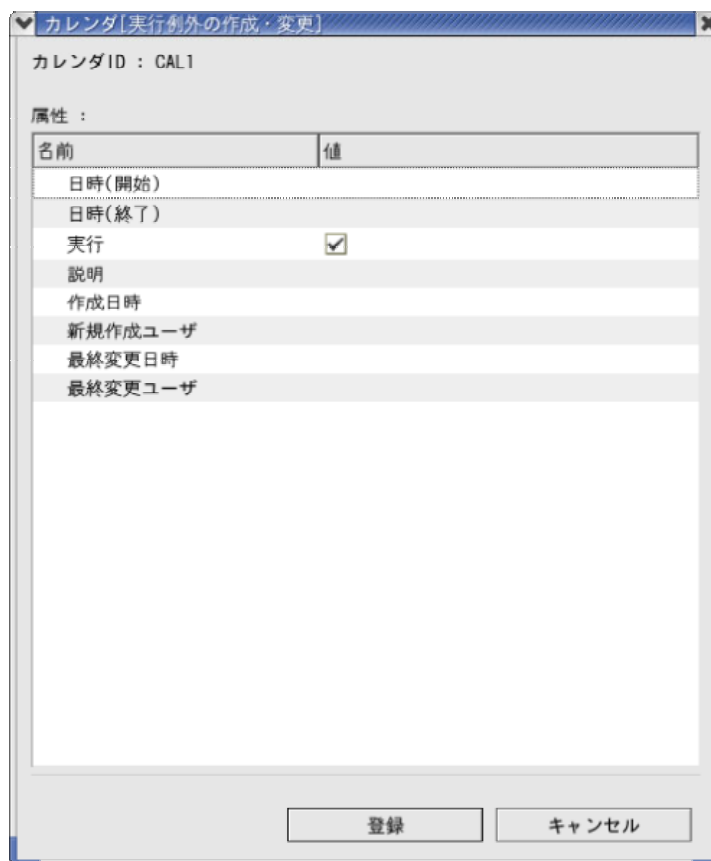 カレンダ[実行例外の作成・変更]
カレンダID : CAL1
属性 :
名前 値
日時(開始)
日時(終了)
実行
説明
作成日時
新規作成ユーザ
最終変更日時
最終変更ユーザ
登録 キャンセル